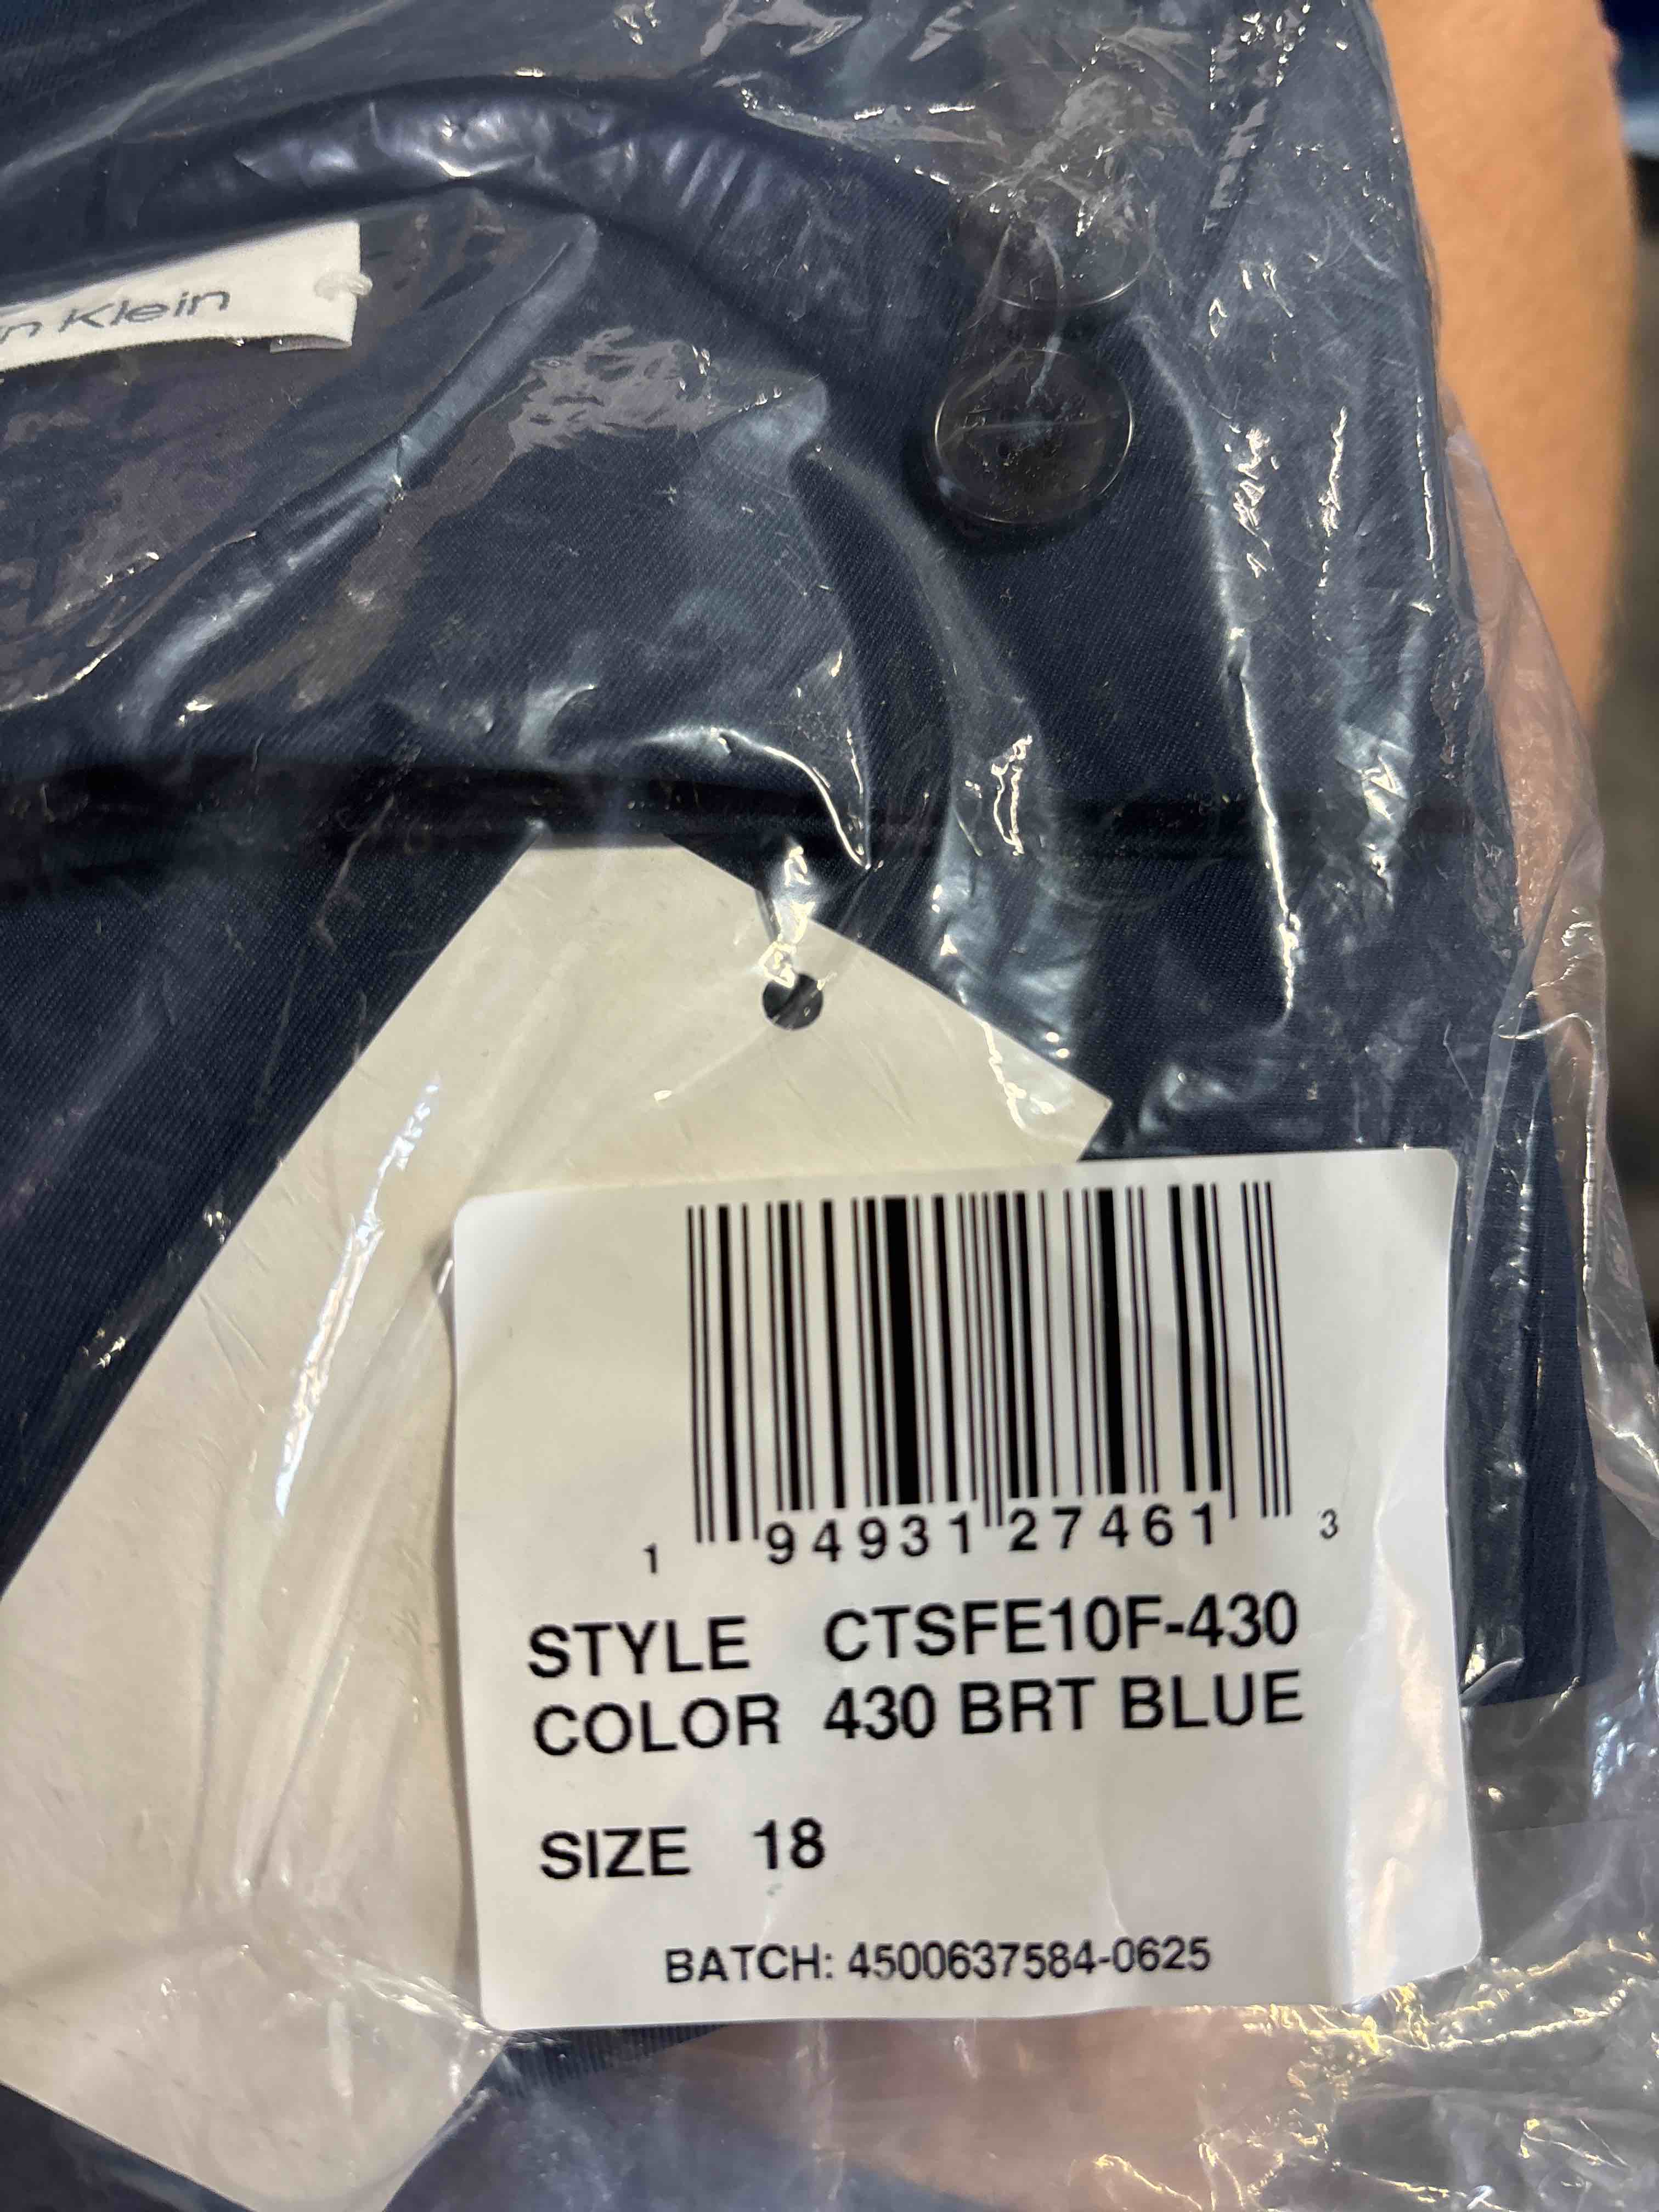 n Klein
1 94931 27461 3
STYLE CTSFE10F-430
COLOR 430 BRT BLUE
SIZE 18
BATCH: 4500637584-0625